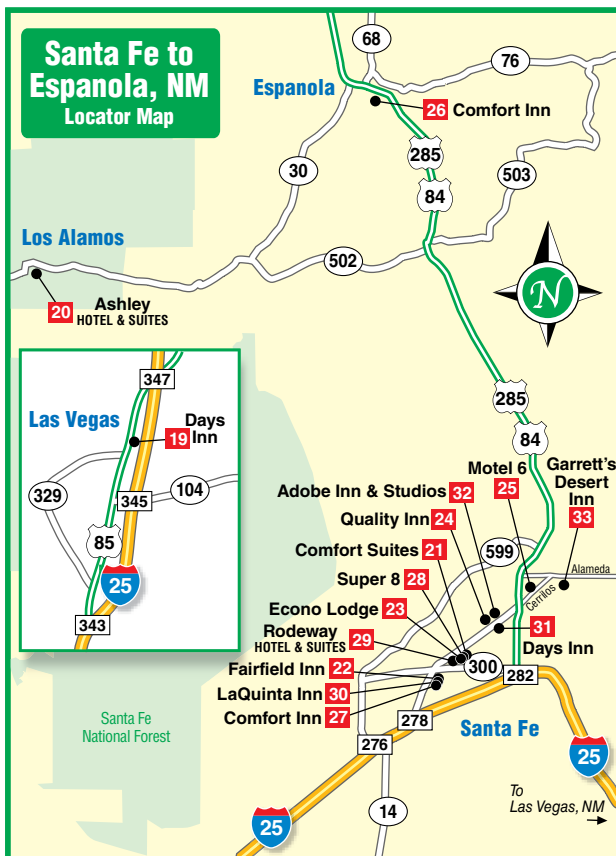 Santa Fe to
Espanola, NM
Locator Map
68
76
Espanola
26 Comfort Inn
285
84
30
503
Los Alamos
502
20 Ashley
HOTEL & SUITES
N
347
Las Vegas
19 Days
Inn
329
345
104
85
25
343
285
84
Motel 6
25
Garrett's
Desert
Inn
33
Adobe Inn & Studios 32
Quality Inn 24
599
Comfort Suites 21
Alameda
Super 8 28
Cerrillos
Econo Lodge 23
31
Days Inn
Rodeway
HOTEL & SUITES 29
300
282
Fairfield Inn 22
LaQuinta Inn 30
Comfort Inn 27
278
Santa Fe
276
Santa Fe
National Forest
25
14
25
To
Las Vegas, NM